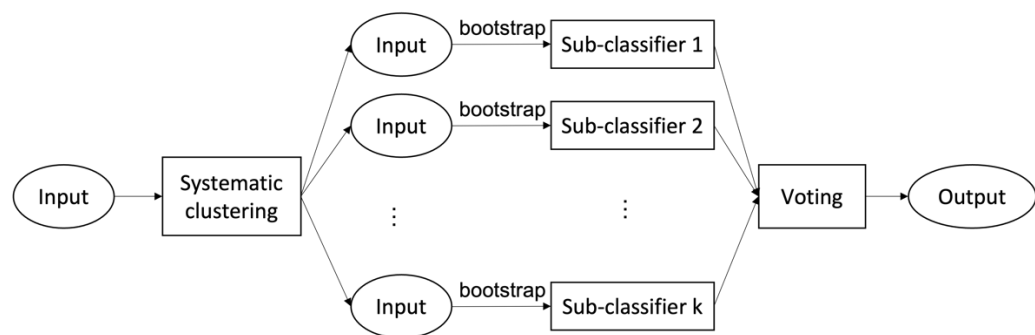 Input
Systematic
clustering
Input
bootstrap
Sub-classifier 1
Input
bootstrap
Sub-classifier 2
⋮
⋮
Input
bootstrap
Sub-classifier k
Voting
Output